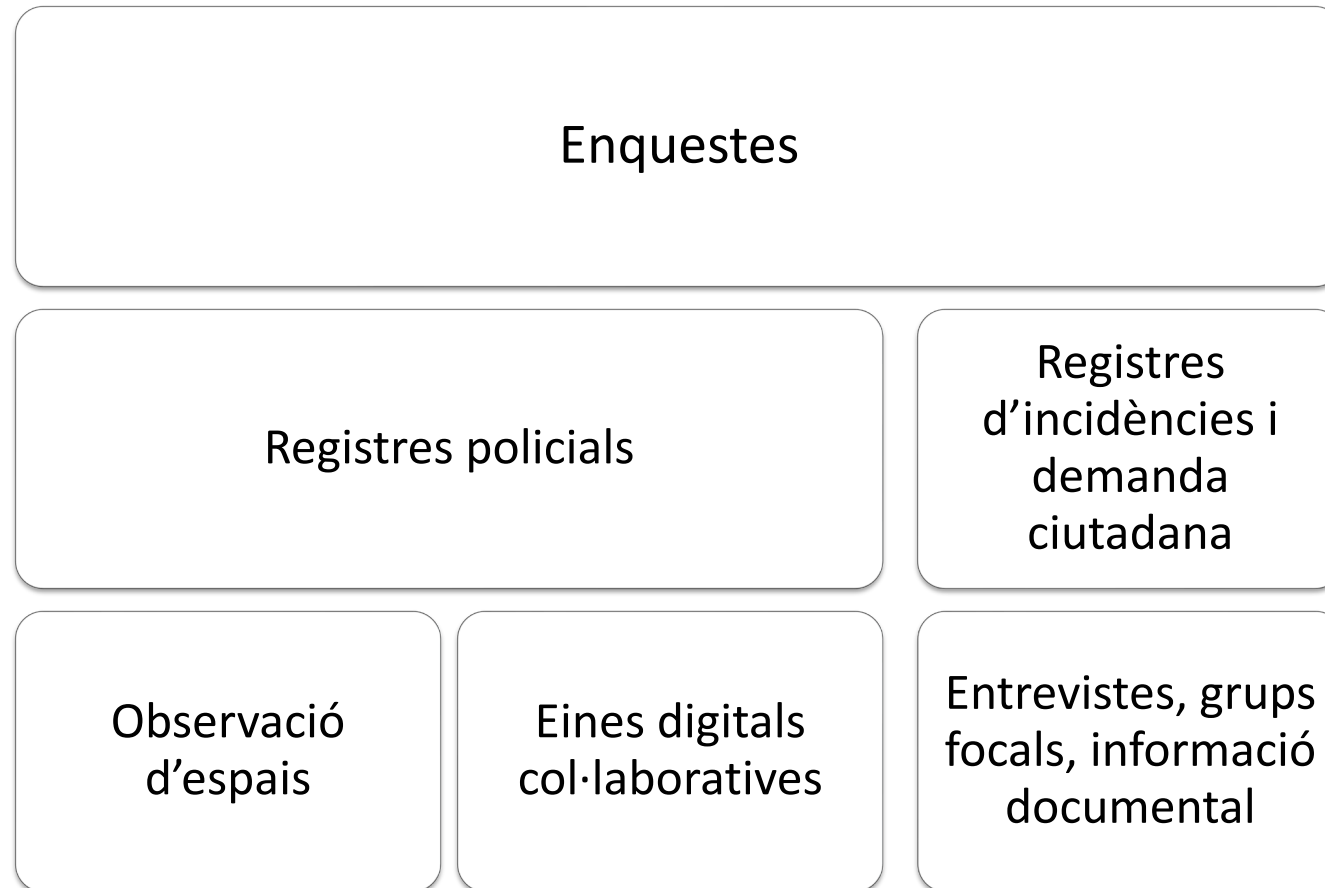 Enquestes
Registres policials
Registres
d’incidències i
demanda
ciutadana
Observació
d’espais
Eines digitals
col·laboratives
Entrevistes, grups
focals, informació
documental